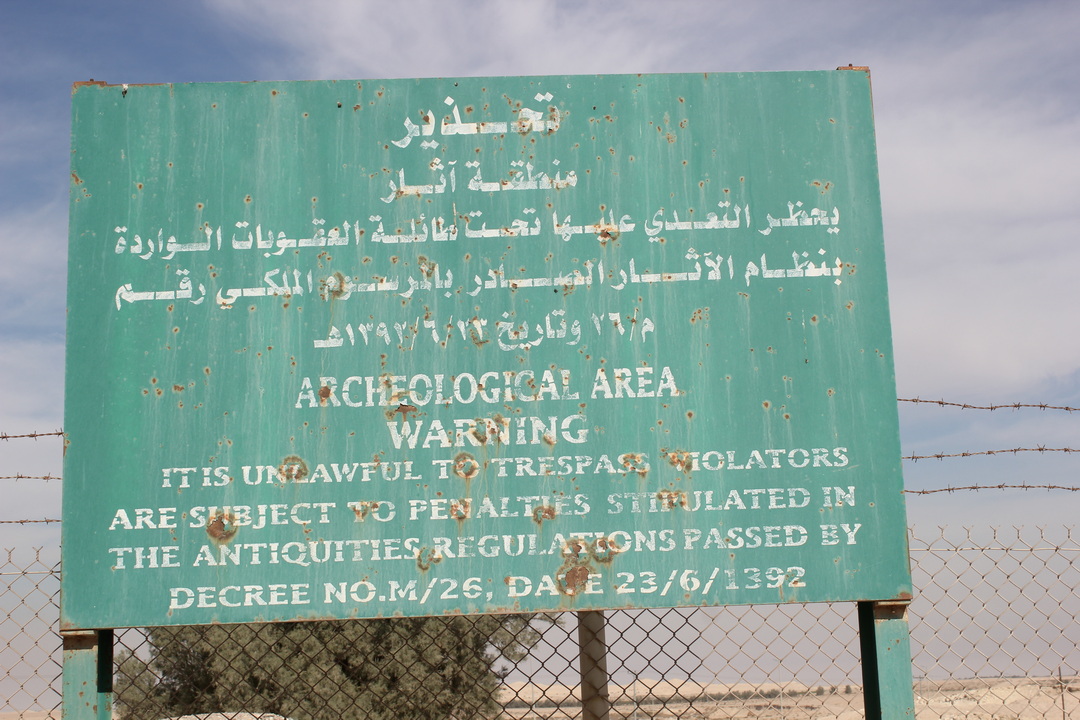 تحذير
منطقة آثار
يحظر التعدي عليها تحت طائلة العقوبات الواردة
بنظام الآثار الصادر بالمرسوم الملكي رقم
م/٢٦ وتاريخ ١٣٩٢/٦/٢٣هـ
ARCHEOLOGICAL AREA
WARNING
IT IS UNLAWFUL TO TRESPASS VIOLATORS
ARE SUBJECT TO PENALTIES STIPULATED IN
THE ANTIQUITIES REGULATIONS PASSED BY
DECREE NO.M/26, DATE 23/6/1392